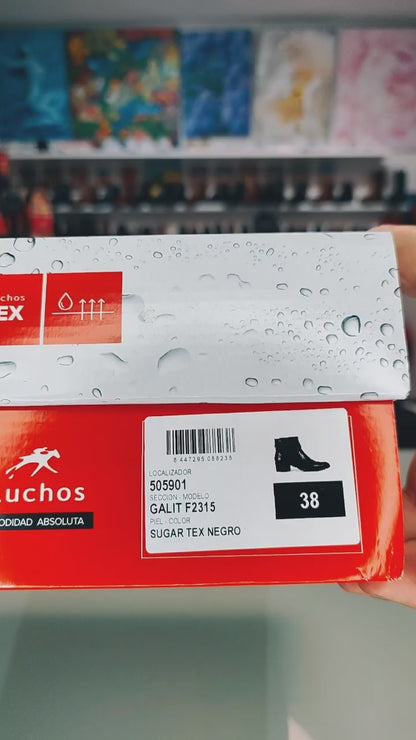 uchos
EX
uchos
ODIDAD ABSOLUTA
8 447295 088238
LOCALIZADOR
505901
SECCION - MODELO
GALIT F2315
PIEL - COLOR
SUGAR TEX NEGRO
38